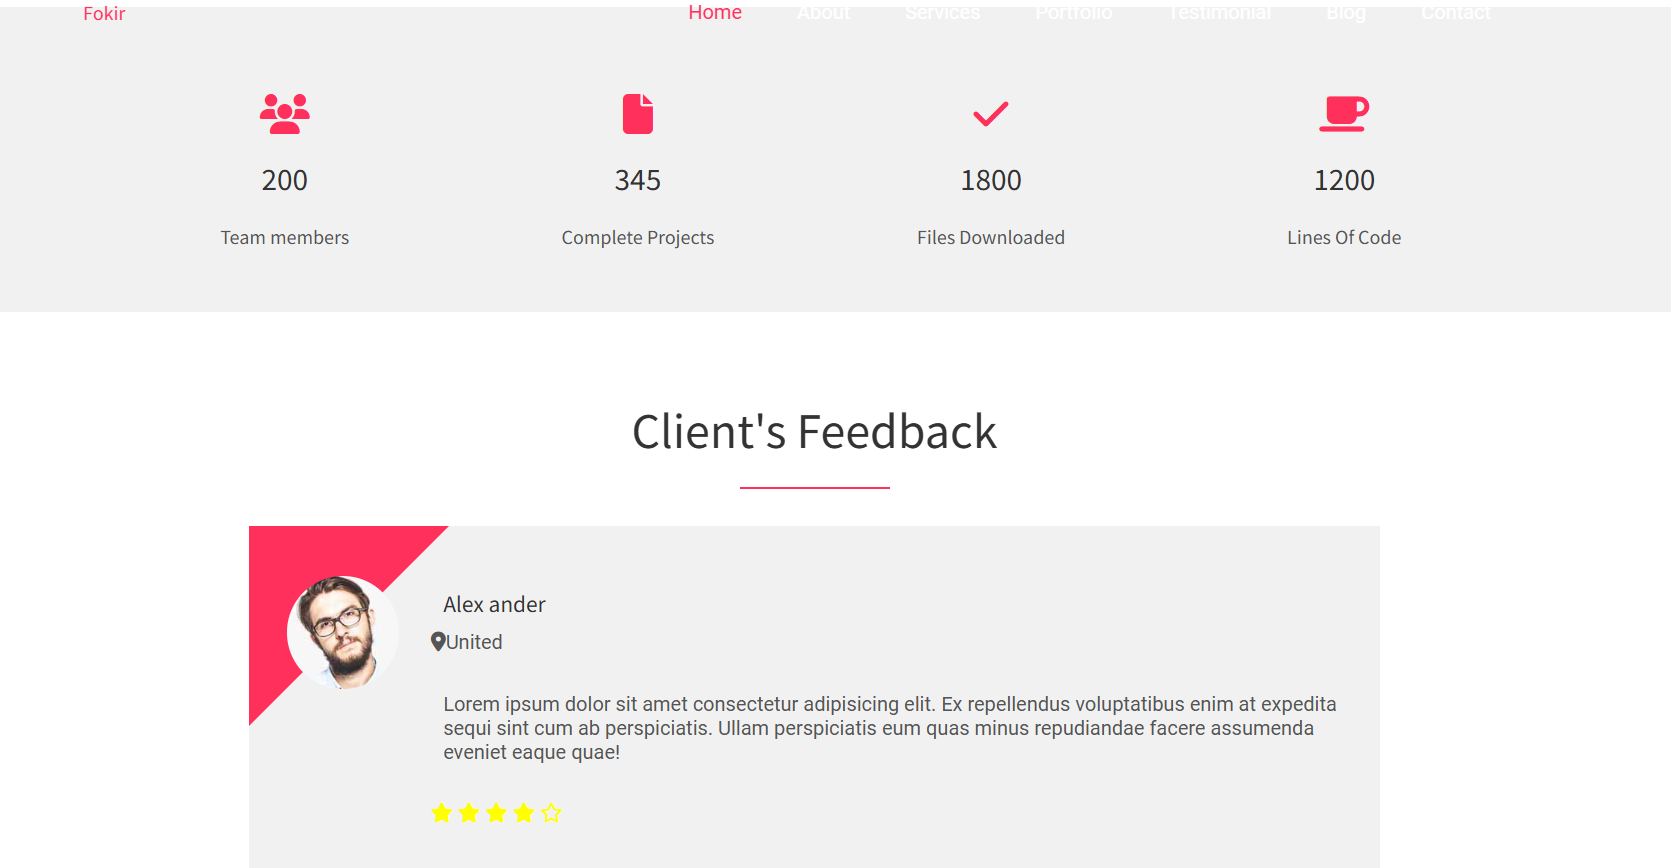 Fokir Home About Services Portfolio Testimonial Blog Contact
200 345 1800 1200
Team members Complete Projects Files Downloaded Lines Of Code
Client's Feedback
Alex ander
United
Lorem ipsum dolor sit amet consectetur adipisicing elit. Ex repellendus voluptatibus enim at expedita
sequi sint cum ab perspiciatis. Ullam perspiciatis eum quas minus repudiandae facere assumenda
eveniet eaque quae!